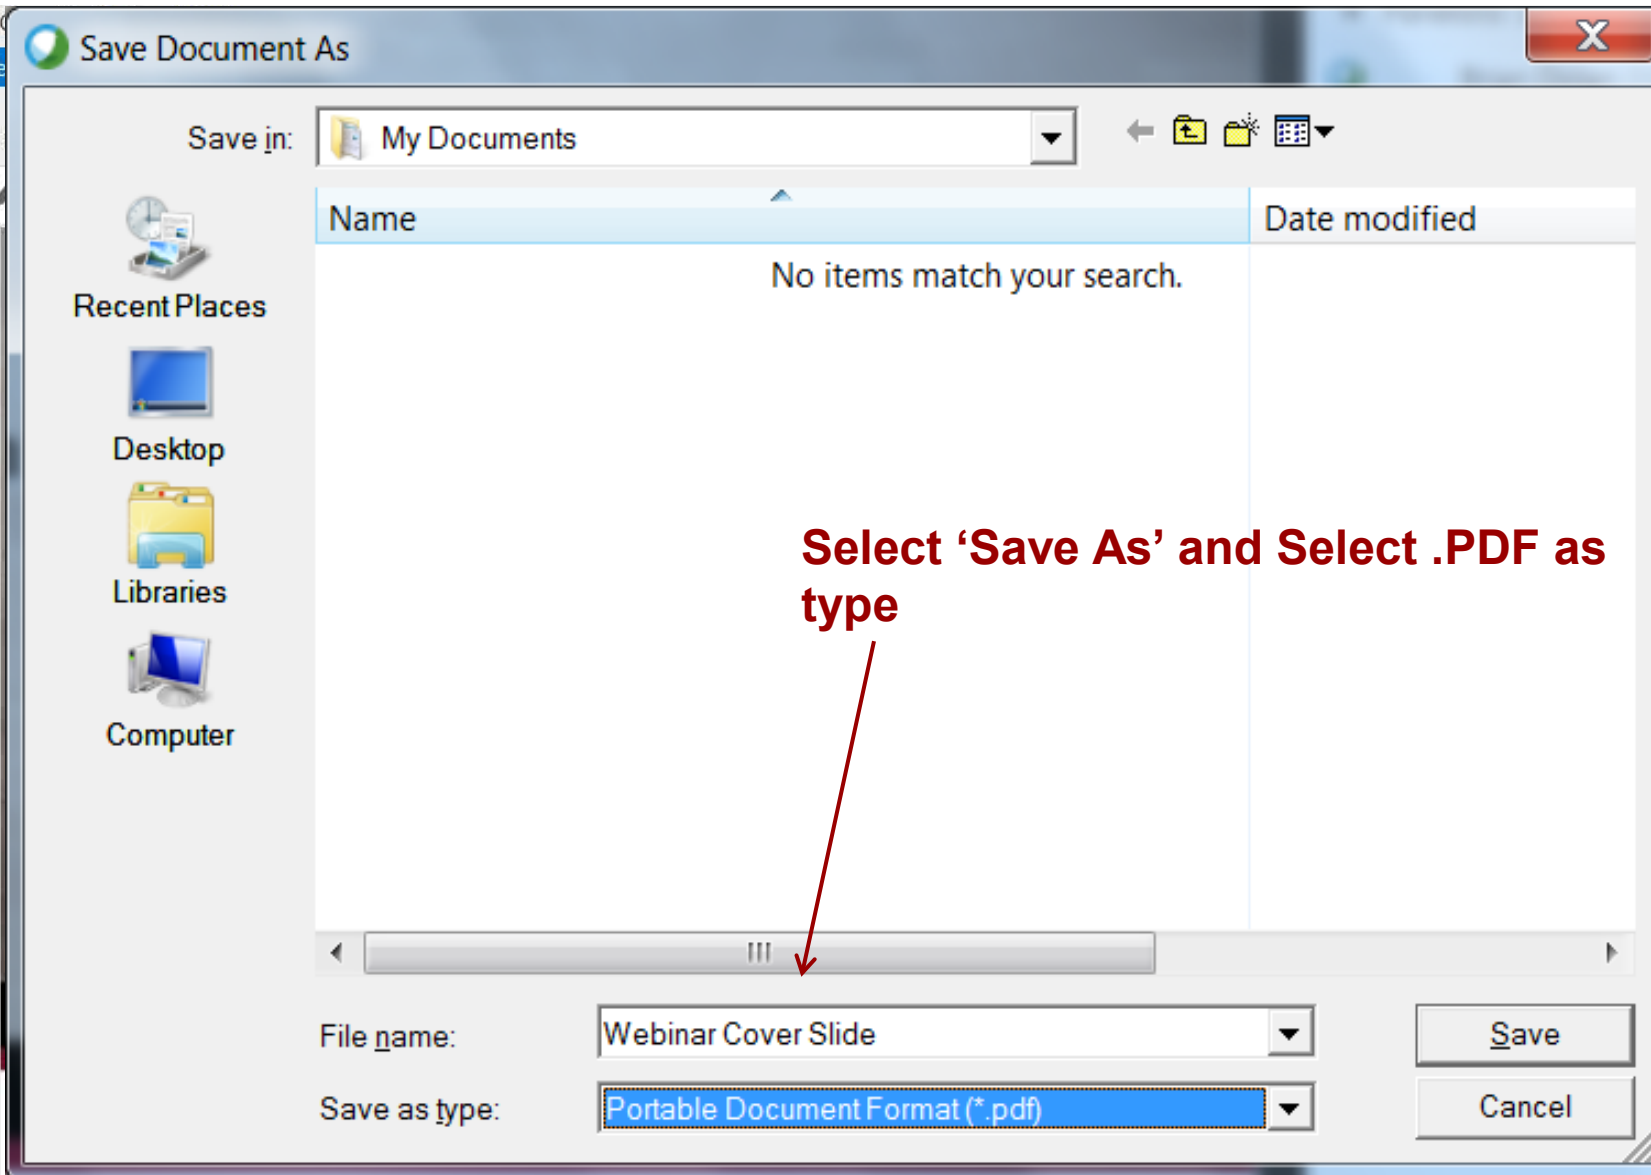 Save Document As
Save in:
My Documents
Name
Date modified
No items match your search.
Recent Places
Desktop
Libraries
Computer
Select ‘Save As’ and Select .PDF as
type
File name:
Webinar Cover Slide
Save
Save as type:
Portable Document Format (*.pdf)
Cancel